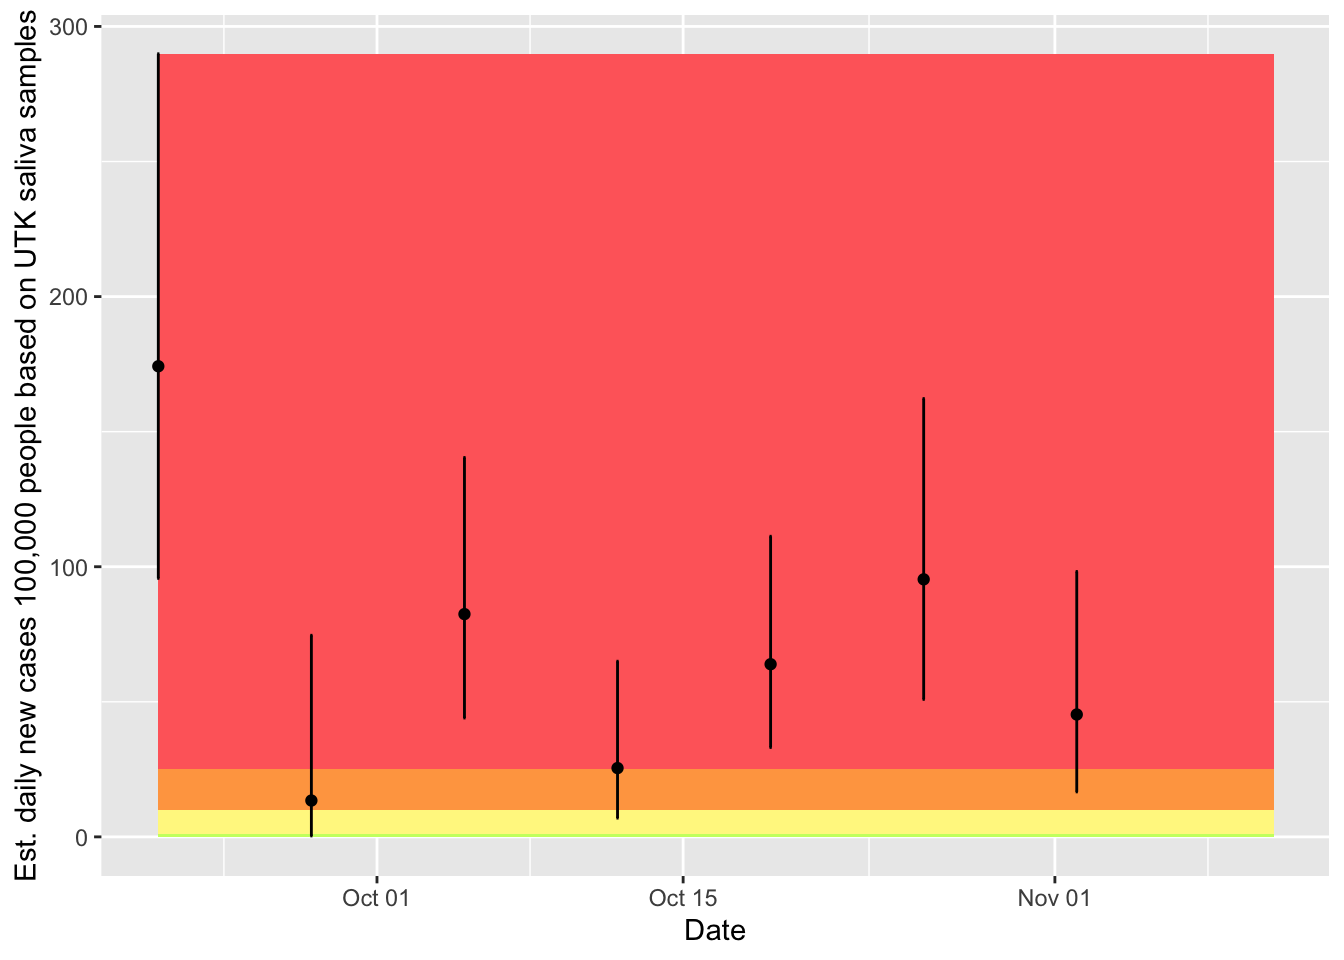 Est. daily new cases 100,000 people based on UTK saliva samples
300
200
100
0
Oct 01
Oct 15
Nov 01
Date